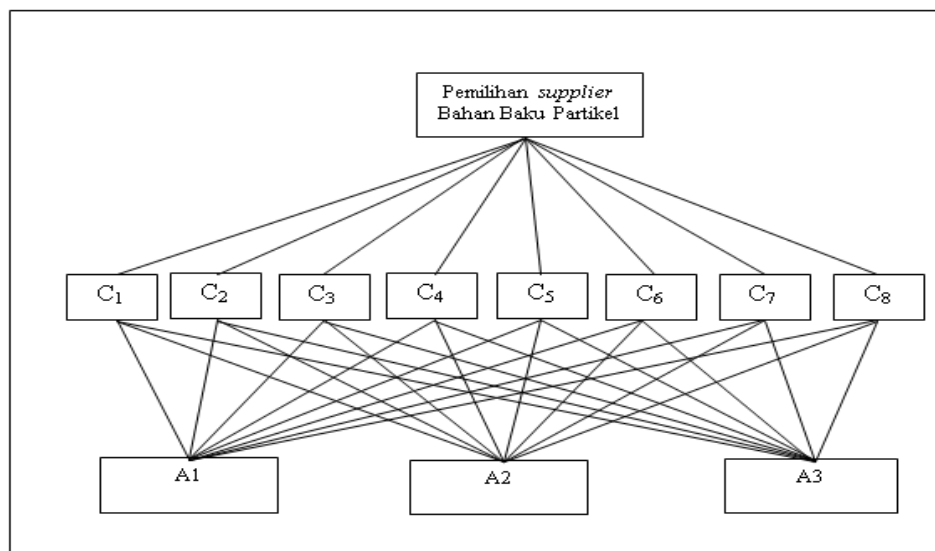 Pemilihan supplier
Bahan Baku Partikel
C1 C2 C3 C4 C5 C6 C7 C8
A1 A2 A3